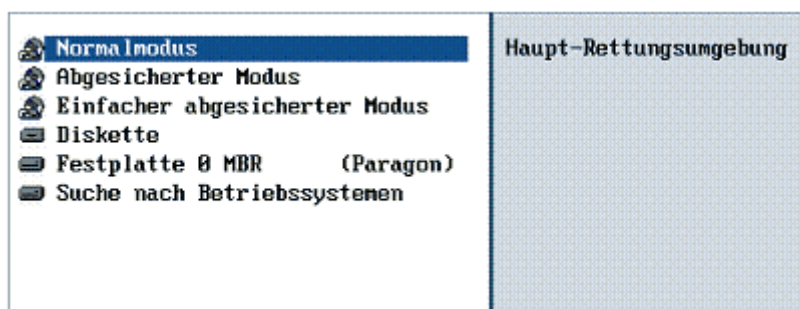 Normalmodus
Abgesicherter Modus
Einfacher abgesicherter Modus
Diskette
Festplatte 0 MBR (Paragon)
Suche nach Betriebssystemen
Haupt-Rettungsumgebung